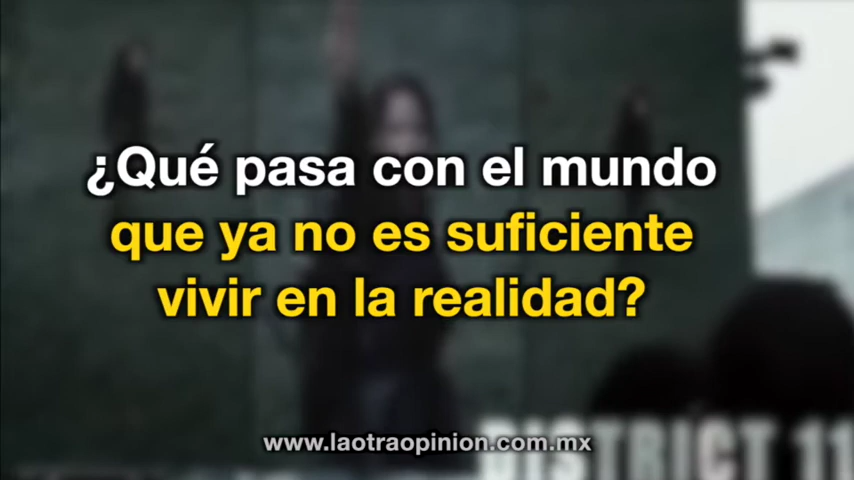 ¿Qué pasa con el mundo
que ya no es suficiente
vivir en la realidad?
www.laotraopinion.com.mx
DISTRICT 11